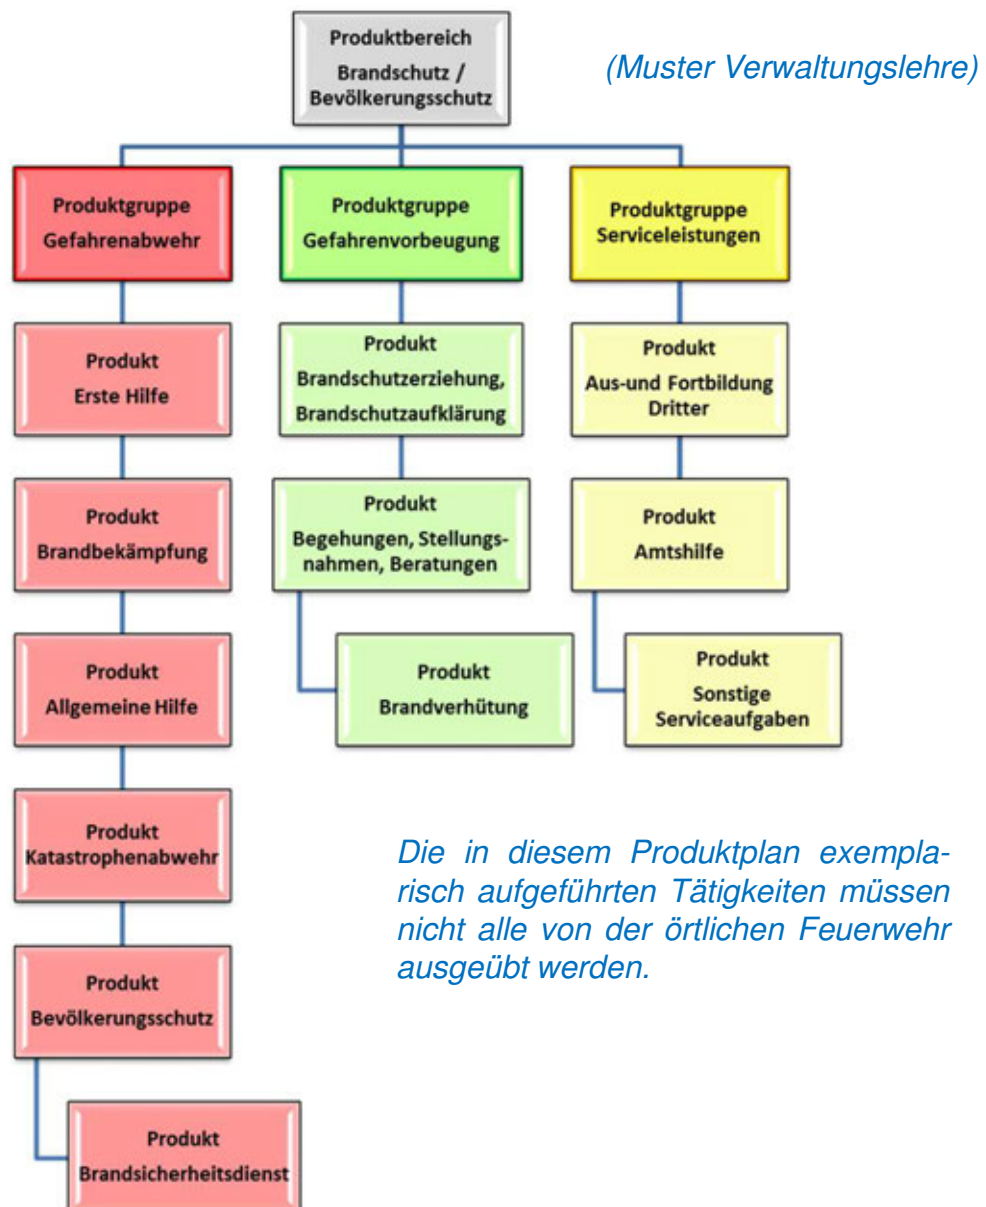 Produktbereich
Brandschutz /
Bevölkerungsschutz
(Muster Verwaltungslehre)
Produktgruppe
Gefahrenabwehr
Produktgruppe
Gefahrenvorbeugung
Produktgruppe
Serviceleistungen
Produkt
Erste Hilfe
Produkt
Brandschutzerziehung,
Brandschutzaufklärung
Produkt
Aus-und Fortbildung
Dritter
Produkt
Brandbekämpfung
Produkt
Begehungen, Stellungs-
nahmen, Beratungen
Produkt
Amtshilfe
Produkt
Allgemeine Hilfe
Produkt
Brandverhütung
Produkt
Sonstige
Serviceaufgaben
Produkt
Katastrophenabwehr
Die in diesem Produktplan exempla-
risch aufgeführten Tätigkeiten müssen
nicht alle von der örtlichen Feuerwehr
ausgeübt werden.
Produkt
Bevölkerungsschutz
Produkt
Brandsicherheitsdienst